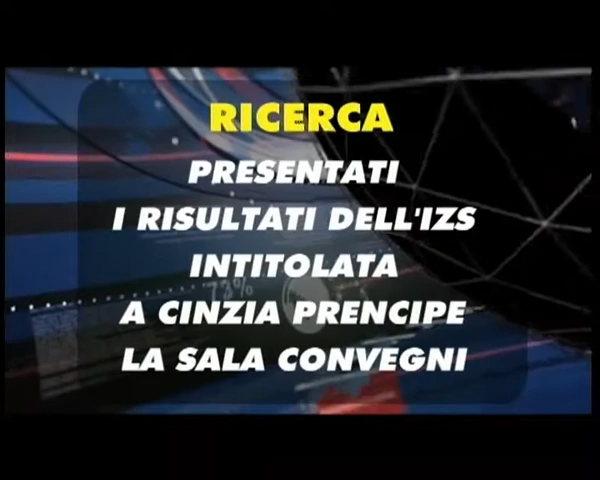 RICERCA
PRESENTATI
I RISULTATI DELL'IZS
INTITOLATA
A CINZIA PRENCIPE
LA SALA CONVEGNI